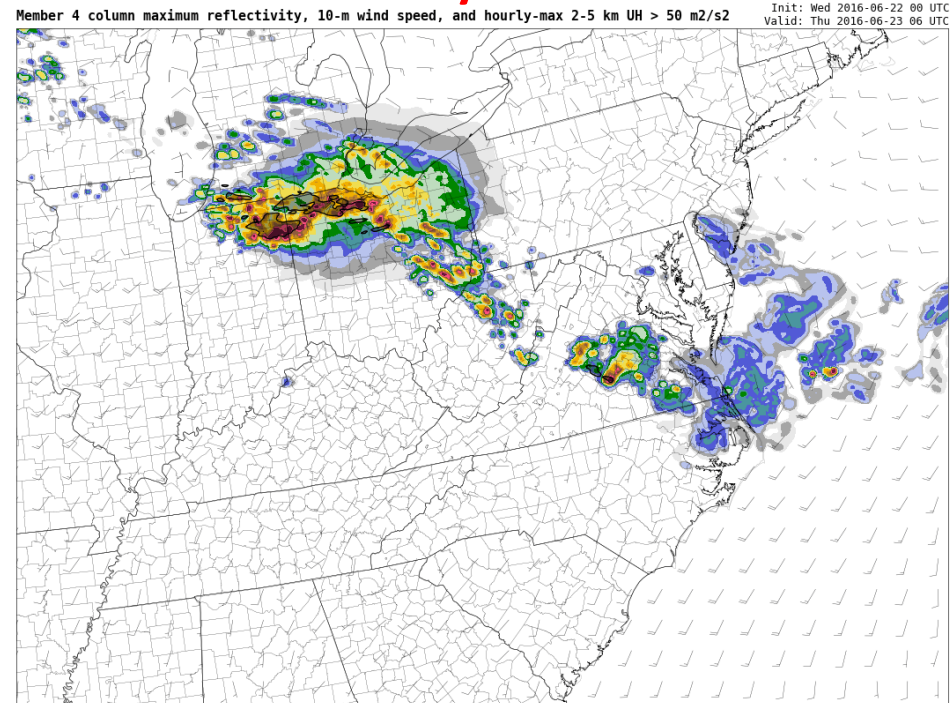 Member 4 column maximum reflectivity, 10-m wind speed, and hourly-max 2-5 km UH > 50 m2/s2
Init: Wed 2016-06-22 00 UTC
Valid: Thu 2016-06-23 06 UTC